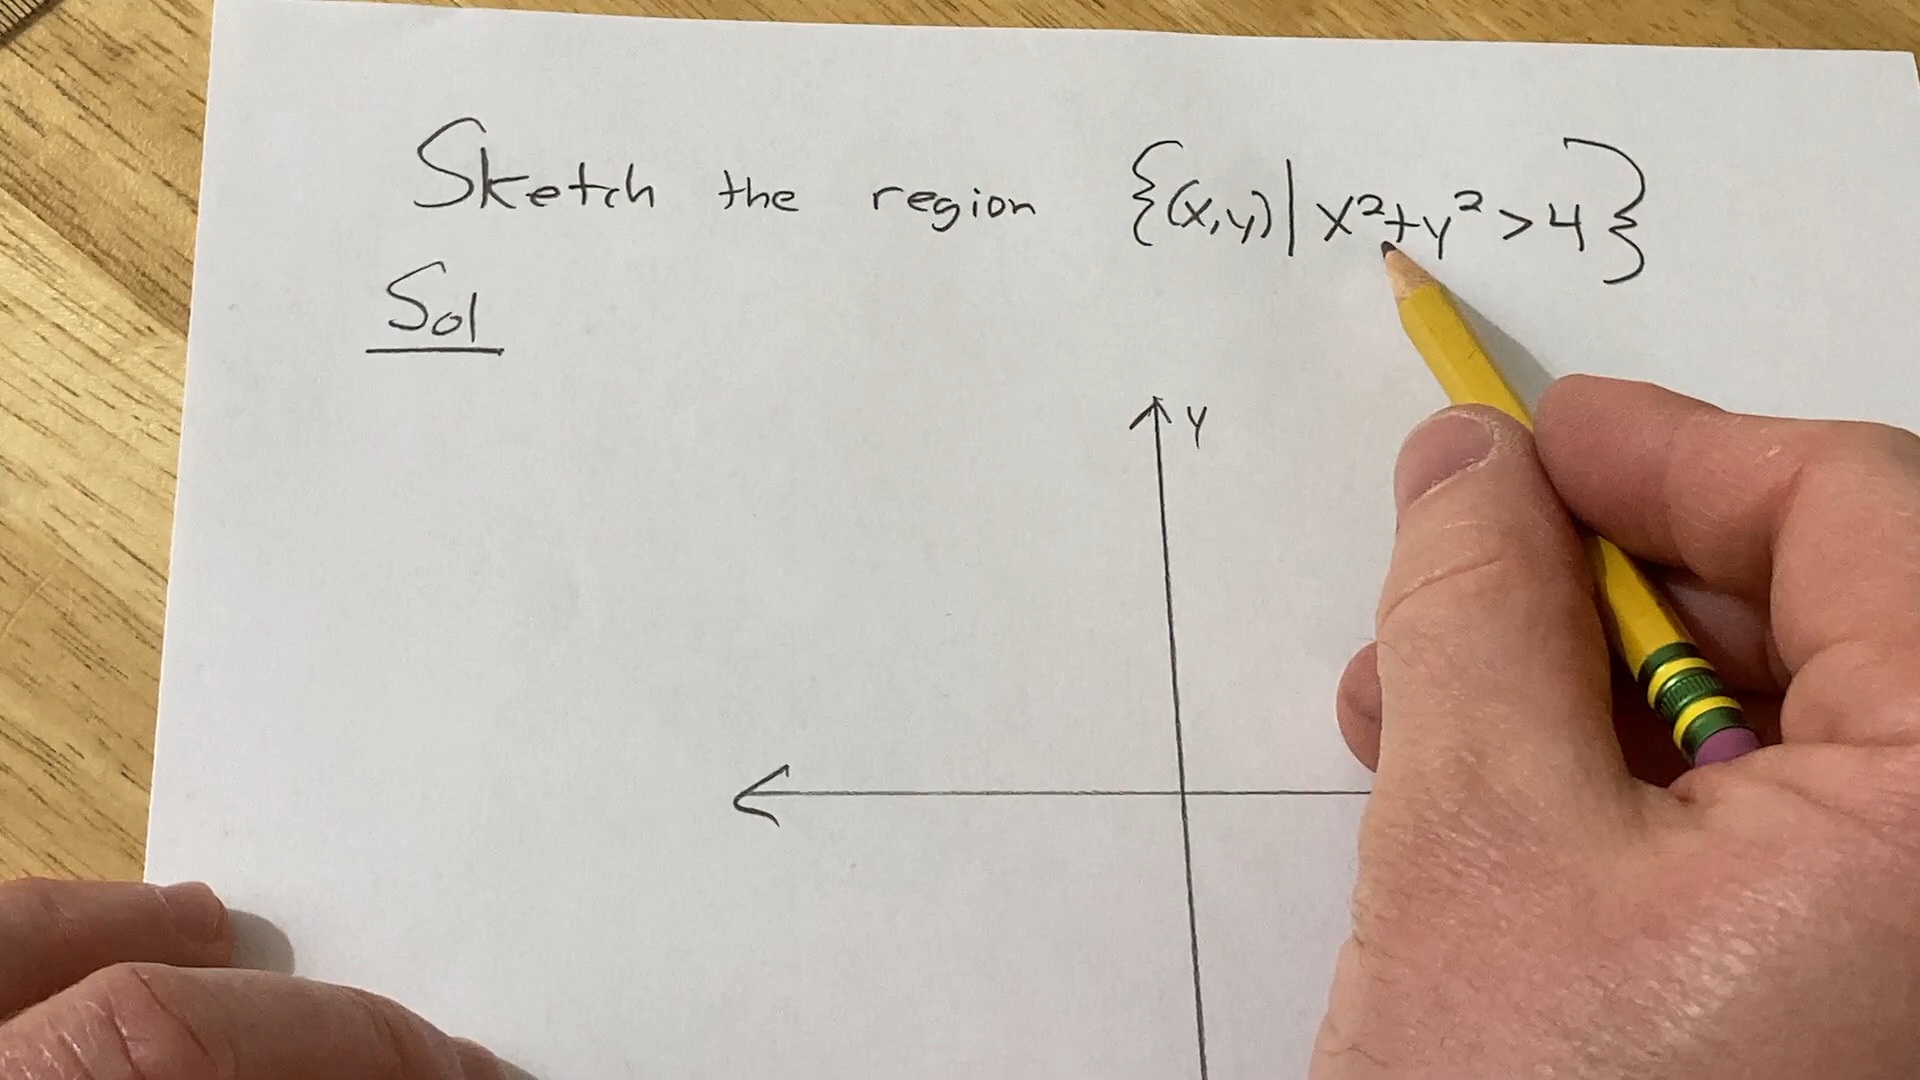 Sketch the region {(x,y)| x²+y²>4}
Sol
y